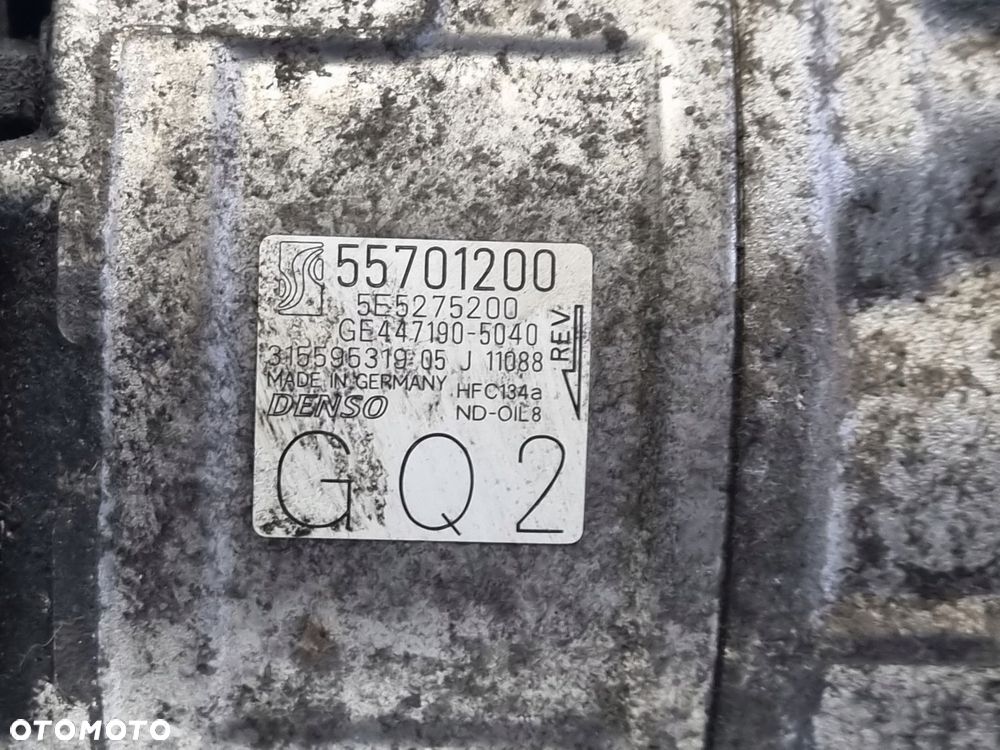 55701200
5E5275200
GE447190-5040
315595319 05 J 11088
MADE IN GERMANY
HFC134a
DENSO
ND-OIL8
REV
GQ2
OTOMOTO